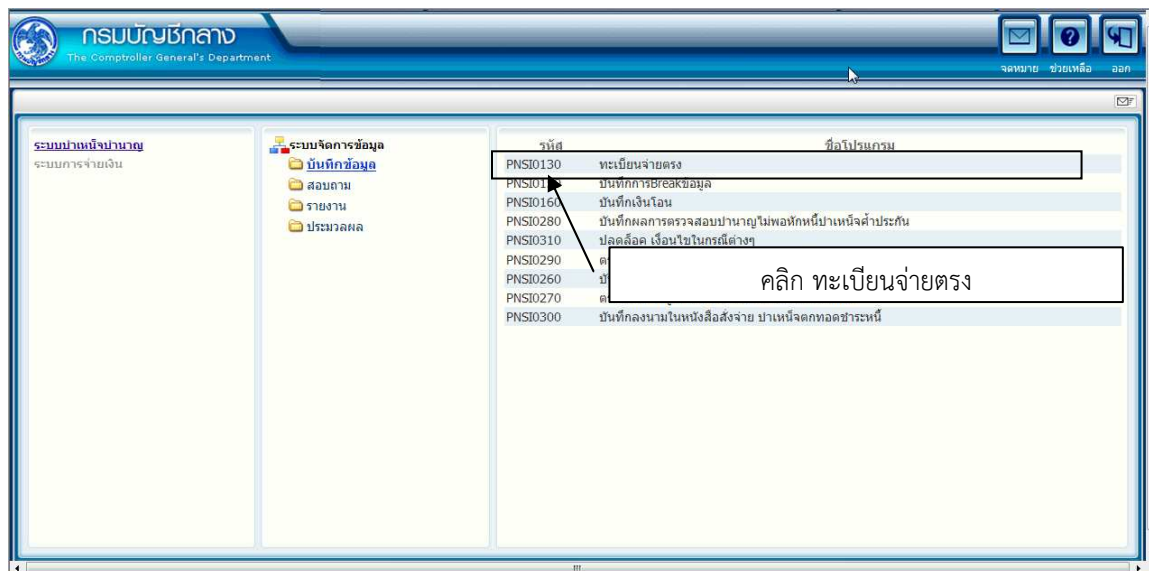 กรมบัญชีกลาง
The Comptroller General's Department
จดหมาย ช่วยเหลือ ออก
ระบบบำเหน็จบำนาญ
ระบบการจ่ายเงิน
ระบบจัดการข้อมูล
บันทึกข้อมูล
สอบถาม
รายงาน
ประมวลผล
รหัส ชื่อโปรแกรม
PNSI0130 ทะเบียนจ่ายตรง
บันทึกการBreakข้อมูล
PNSI0160 บันทึกเงินโอน
PNSI0280 บันทึกผลการตรวจสอบบำนาญไม่พอหักหนี้บำเหน็จค้ำประกัน
PNSI0310 ปลดล็อค เงื่อนไขในกรณีต่างๆ
PNSI0290
PNSI0260
PNSI0270
PNSI0300 บันทึกลงนามในหนังสือสั่งจ่าย บำเหน็จตกทอดชำระหนี้
คลิก ทะเบียนจ่ายตรง